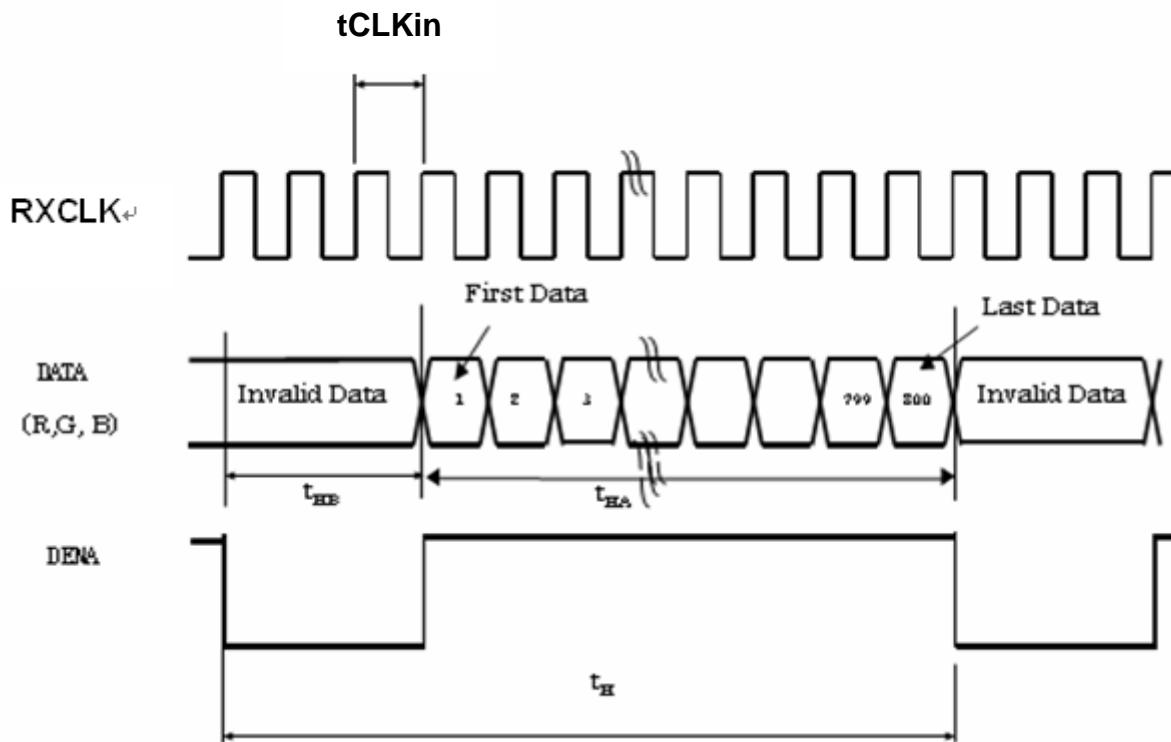 tCLKin
RXCLK
First Data
Last Data
DATA
(R,G, B)
Invalid Data
1
2
3
799
800
Invalid Data
tHB
tHA
DENA
tH